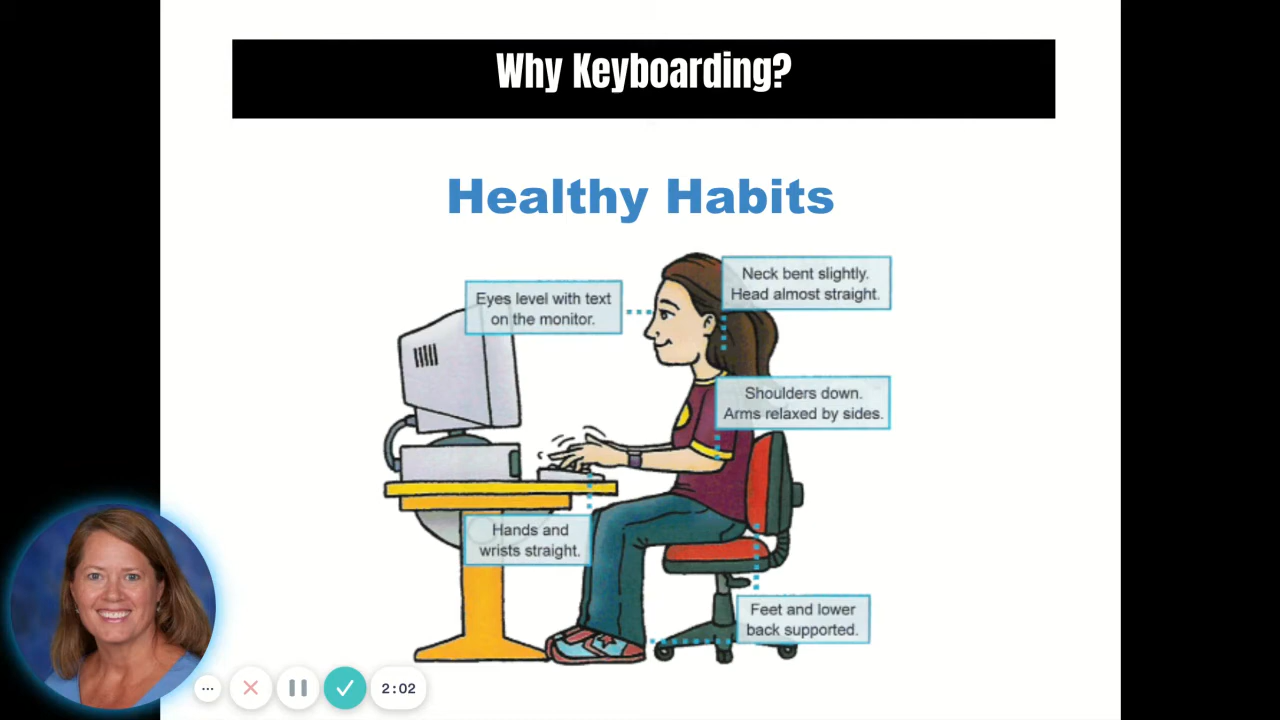 Why Keyboarding?
Healthy Habits
Eyes level with text
on the monitor.
Neck bent slightly.
Head almost straight.
Shoulders down.
Arms relaxed by sides.
Hands and
wrists straight.
Feet and lower
back supported.
2:02